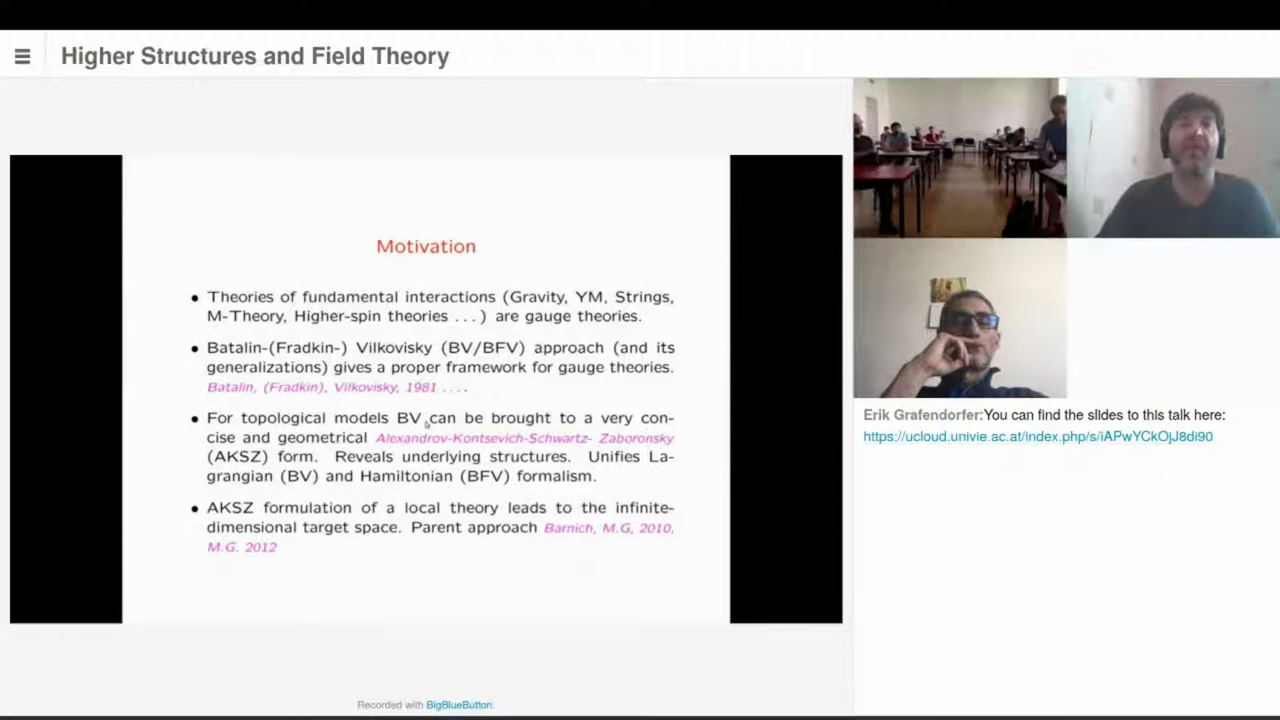 Higher Structures and Field Theory
Motivation
• Theories of fundamental interactions (Gravity, YM, Strings,
M-Theory, Higher-spin theories ...) are gauge theories.
• Batalin-(Fradkin-) Vilkovisky (BV/BFV) approach (and its
generalizations) gives a proper framework for gauge theories.
Batalin, (Fradkin), Vilkovisky, 1981 ....
• For topological models BV can be brought to a very con-
cise and geometrical Alexandrov-Kontsevich-Schwartz- Zaboronsky
(AKSZ) form. Reveals underlying structures. Unifies La-
grangian (BV) and Hamiltonian (BFV) formalism.
• AKSZ formulation of a local theory leads to the infinite-
dimensional target space. Parent approach Barnich, M.G, 2010,
M.G. 2012
Erik Grafendorfer:You can find the slides to this talk here:
https://ucloud.univie.ac.at/index.php/s/iAPwYCkOjJ8di90
Recorded with BigBlueButton.